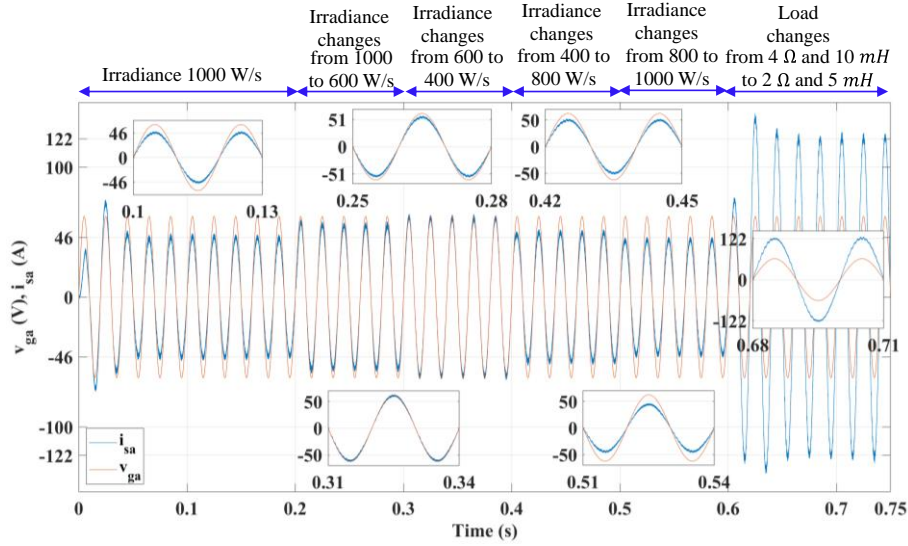 Irradiance 1000 W/s
Irradiance
changes
from 1000
to 600 W/s
Irradiance
changes
from 600 to
400 W/s
Irradiance
changes
from 400 to
800 W/s
Irradiance
changes
from 800 to
1000 W/s
Load
changes
from 4 Ω and 10 mH
to 2 Ω and 5 mH
v_ga (V), i_sa (A)
122
100
46
0
-46
-100
-122
46
0
-46
0.1 0.13
51
0
-51
0.25 0.28
50
0
-50
0.42 0.45
122
0
-122
0.68 0.71
50
0
-50
0.31 0.34
50
0
-50
0.51 0.54
i_sa
v_ga
0 0.1 0.2 0.3 0.4 0.5 0.6 0.7 0.75
Time (s)